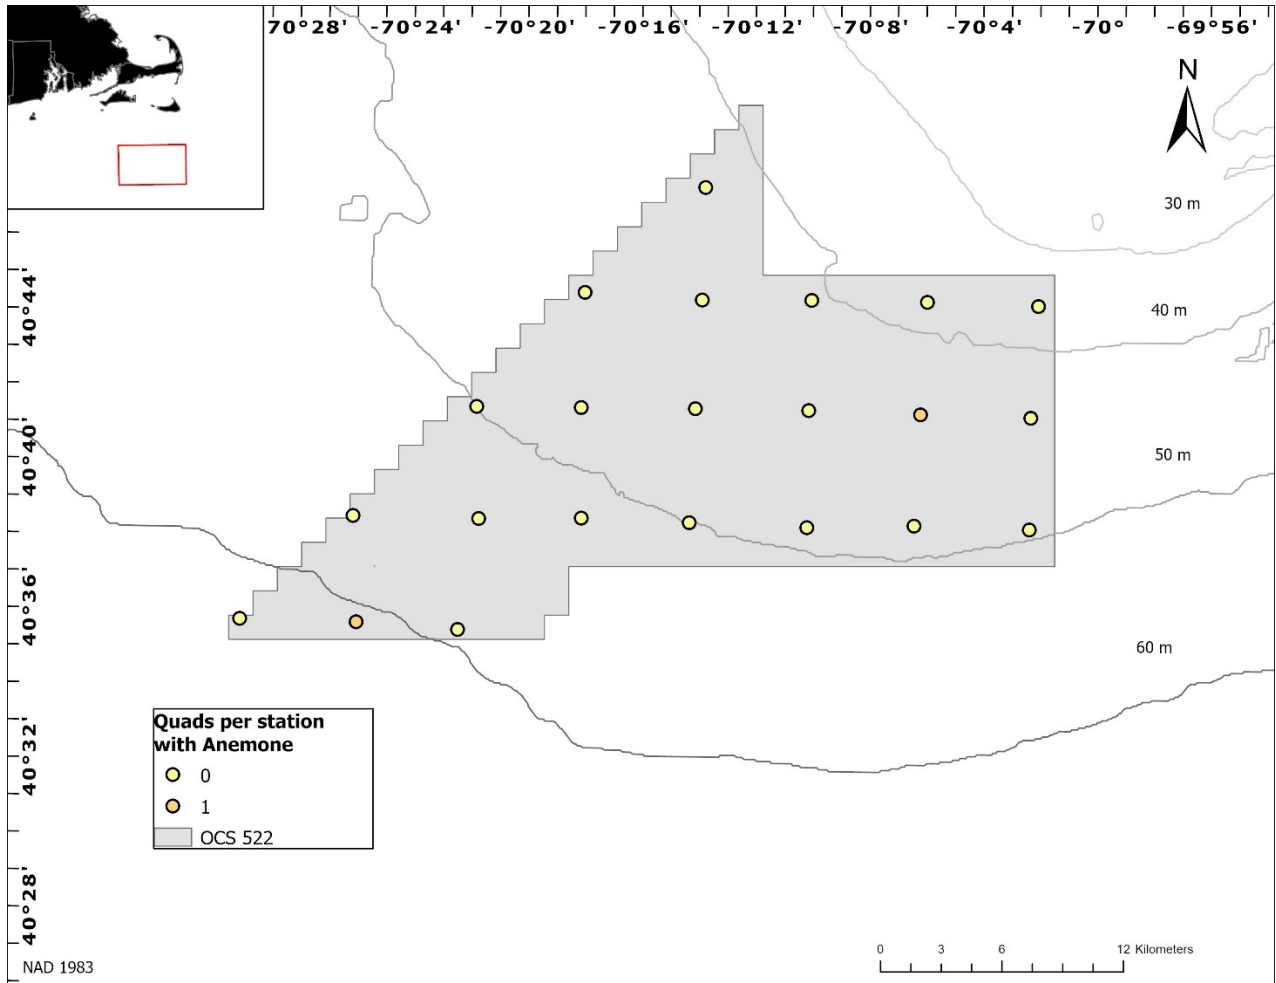 70°28' -70°20' -70°16' -70°12' -70°8' -70°4' -70° -69°56'
N
30 m
40°44'
40 m
40°40'
50 m
40°36'
60 m
Quads per station
with Anemone
0
1
OCS 522
40°32'
40°28'
0 3 6 12 Kilometers
NAD 1983